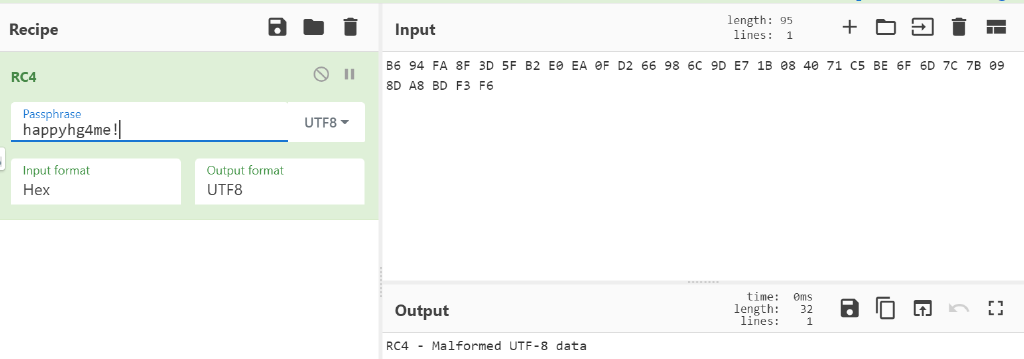 Recipe
RC4
Passphrase
happyhg4me!
UTF8
Input format
Hex
Output format
UTF8
Input
length: 95
lines: 1
B6 94 FA 8F 3D 5F B2 E0 EA 0F D2 66 98 6C 9D E7 1B 08 40 71 C5 BE 6F 6D 7C 7B 09
8D A8 BD F3 F6
Output
time: 0ms
length: 32
lines: 1
RC4 - Malformed UTF-8 data